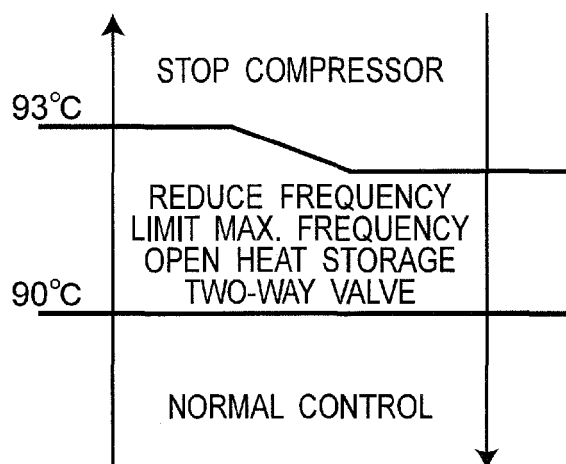 STOP COMPRESSOR
93°C
REDUCE FREQUENCY
LIMIT MAX. FREQUENCY
OPEN HEAT STORAGE
90°C
TWO-WAY VALVE
NORMAL CONTROL